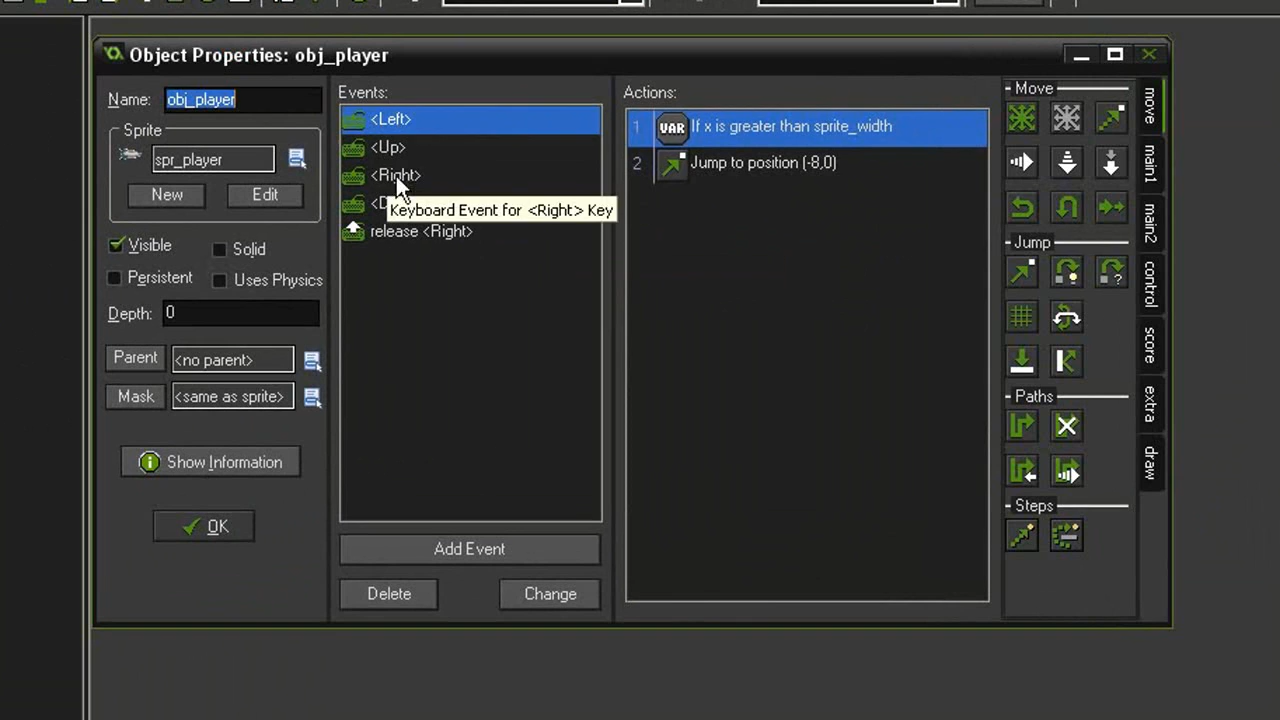 Object Properties: obj_player
Name: obj_player
Sprite
spr_player
New
Edit
Visible
Solid
Persistent
Uses Physics
Depth: 0
Parent
<no parent>
Mask
<same as sprite>
Show Information
OK
Events:
<Left>
<Up>
<Right>
<D
Keyboard Event for <Right> Key
release <Right>
Add Event
Delete
Change
Actions:
1 VAR If x is greater than sprite_width
2 Jump to position (-8,0)
Move
Jump
Paths
Steps
move
main1
main2
control
score
extra
draw